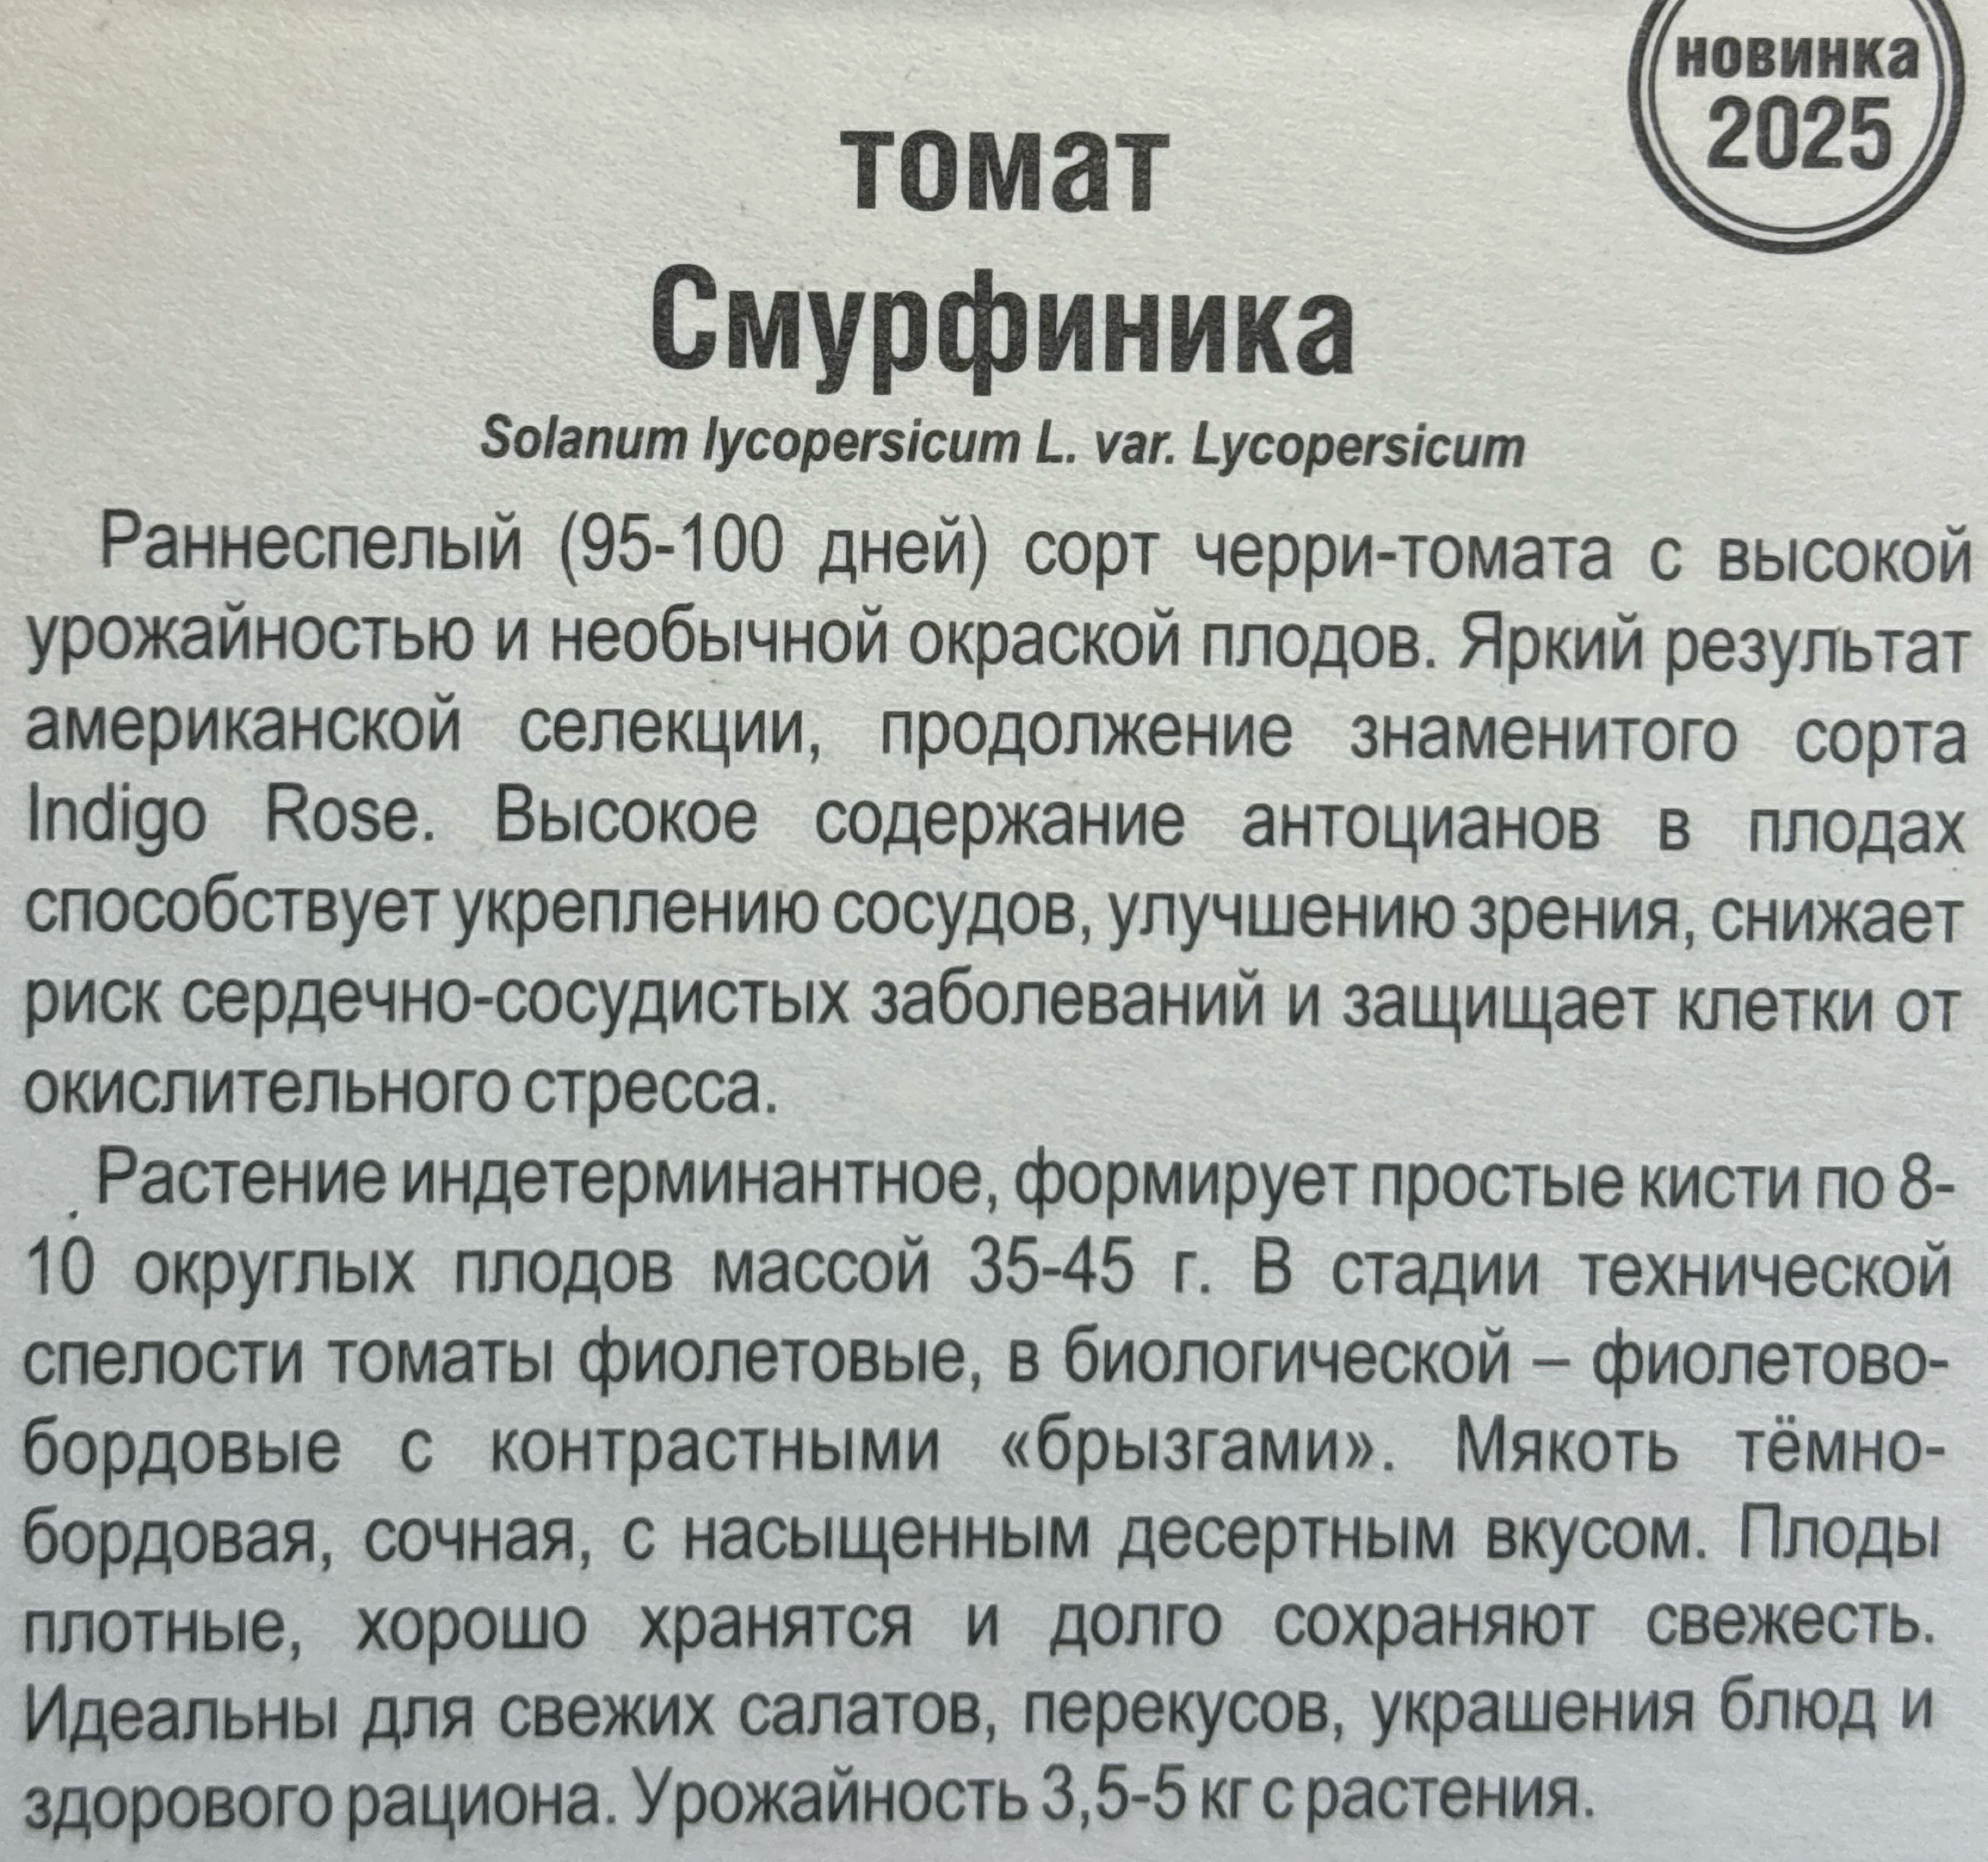 новинка
2025
томат
Смурфиника
Solanum lycopersicum L. var. Lycopersicum
Раннеспелый (95-100 дней) сорт черри-томата с высокой
урожайностью и необычной окраской плодов. Яркий результат
американской селекции, продолжение знаменитого сорта
Indigo Rose. Высокое содержание антоцианов в плодах
способствует укреплению сосудов, улучшению зрения, снижает
риск сердечно-сосудистых заболеваний и защищает клетки от
окислительного стресса.
Растение индетерминантное, формирует простые кисти по 8-
10 округлых плодов массой 35-45 г. В стадии технической
спелости томаты фиолетовые, в биологической – фиолетово-
бордовые с контрастными «брызгами». Мякоть тёмно-
бордовая, сочная, с насыщенным десертным вкусом. Плоды
плотные, хорошо хранятся и долго сохраняют свежесть.
Идеальны для свежих салатов, перекусов, украшения блюд и
здорового рациона. Урожайность 3,5-5 кг с растения.